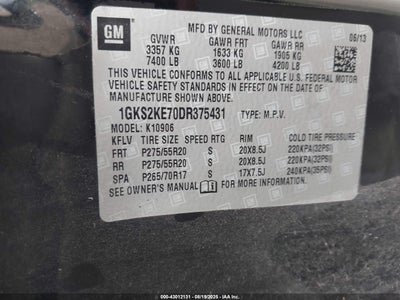 GM
MFD BY GENERAL MOTORS LLC
GVWR GAWR FRT GAWR RR 06/13
3357 KG 1633 KG 1905 KG
7400 LB 3600 LB 4200 LB
THIS VEHICLE CONFORMS TO ALL APPLICABLE U.S. FEDERAL MOTOR
VEHICLE SAFETY STANDARDS IN EFFECT ON THE DATE OF
MANUFACTURE SHOWN ABOVE.
1GKS2KE70DR375431 TYPE: M.P.V.
MODEL: K10906
KFLV TIRE SIZE SPEED RTG RIM COLD TIRE PRESSURE
FRT P275/55R20 S 20X8.5J 220KPA(32PSI)
RR P275/55R20 S 20X8.5J 220KPA(32PSI)
SPA P265/70R17 S 17X7.5J 240KPA(35PSI)
SEE OWNER'S MANUAL FOR MORE INFORMATION.